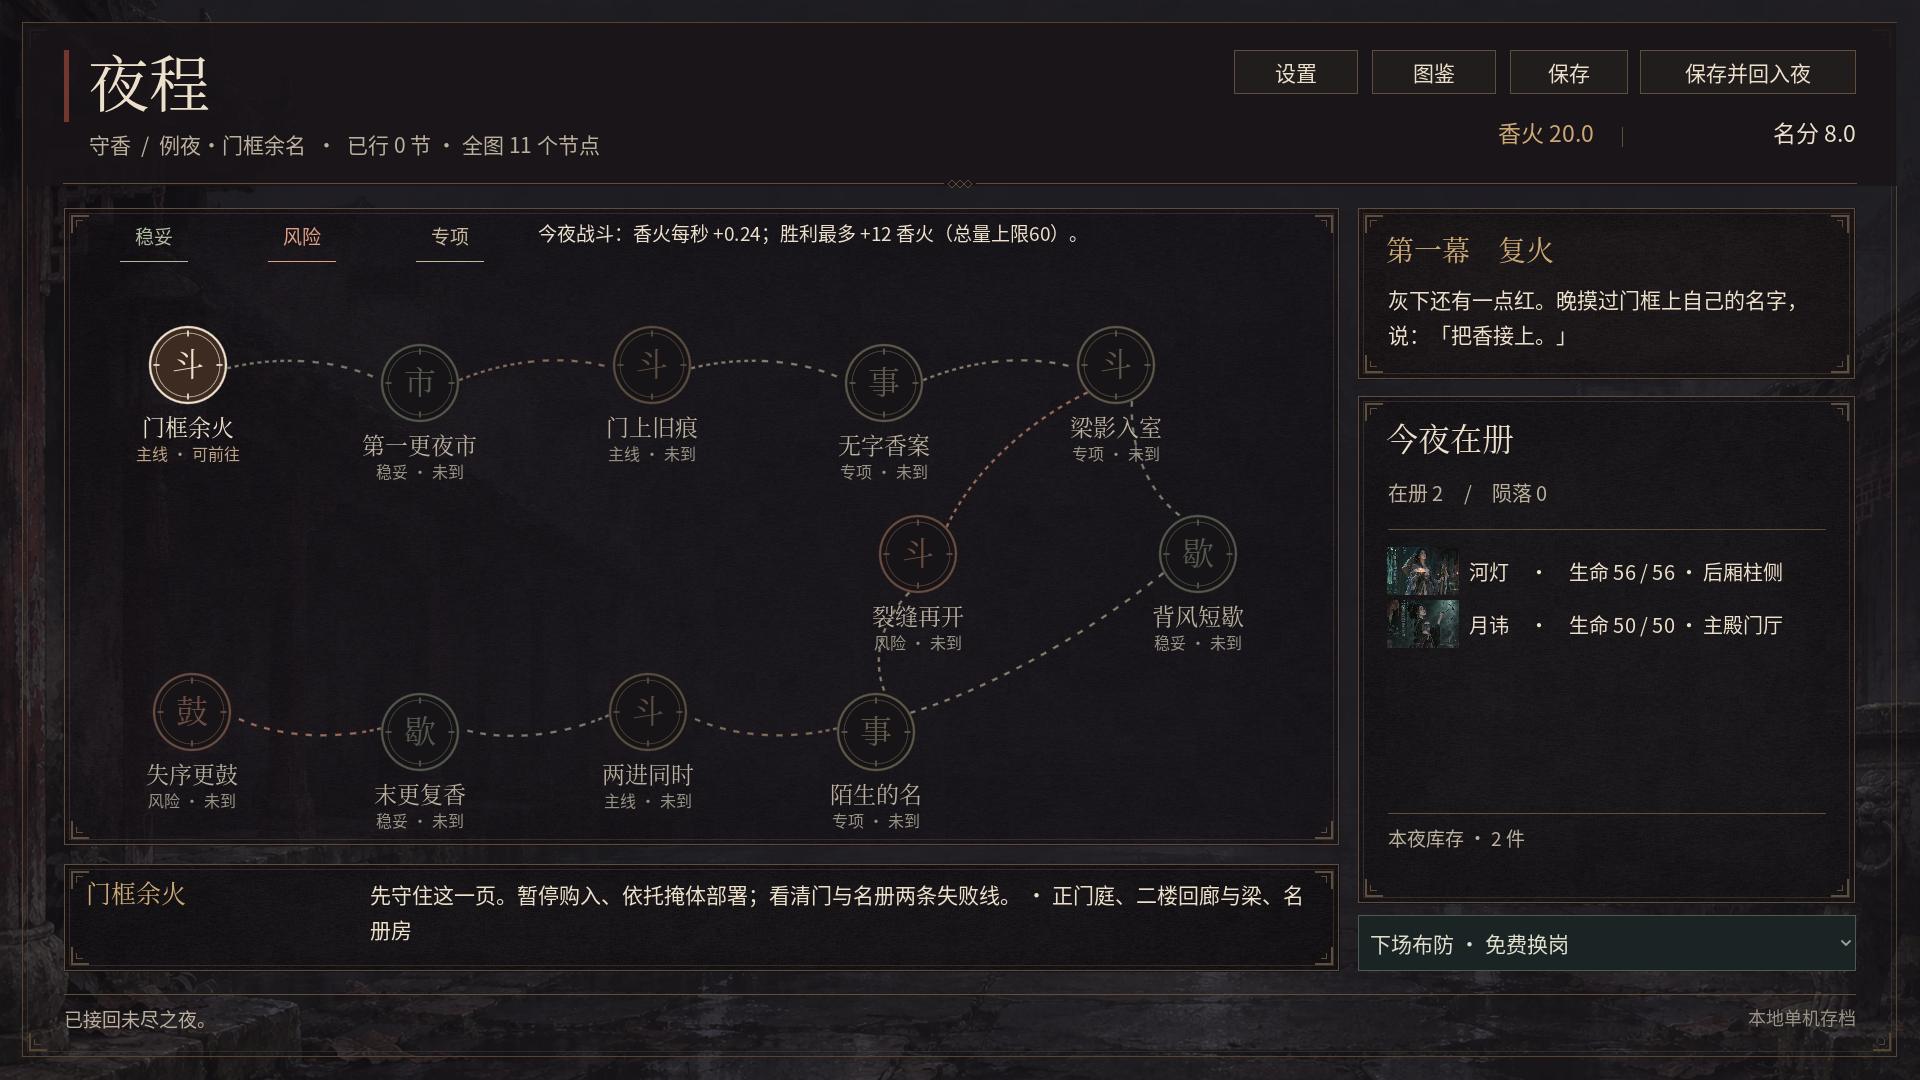 夜程
设置
图鉴
保存
保存并回入夜
守香 / 例夜・门框余名 ・ 已行 0 节 ・ 全图 11 个节点
香火 20.0
名分 8.0
稳妥
风险
专项
今夜战斗：香火每秒 +0.24；胜利最多 +12 香火（总量上限60）。
斗
门框余火
主线 ・ 可前往
市
第一更夜市
稳妥 ・ 未到
斗
门上旧痕
主线 ・ 未到
事
无字香案
专项 ・ 未到
斗
梁影入室
专项 ・ 未到
斗
裂缝再开
风险 ・ 未到
歇
背风短歇
稳妥 ・ 未到
鼓
失序更鼓
风险 ・ 未到
歇
末更复香
稳妥 ・ 未到
斗
两进同时
主线 ・ 未到
事
陌生的名
专项 ・ 未到
第一幕 复火
灰下还有一点红。晚摸过门框上自己的名字，
说：「把香接上。」
今夜在册
在册 2 / 陨落 0
河灯 ・ 生命 56 / 56 ・ 后厢柱侧
月讳 ・ 生命 50 / 50 ・ 主殿门厅
本夜库存 ・ 2 件
门框余火
先守住这一页。暂停购入、依托掩体部署；看清门与名册两条失败线。 ・ 正门庭、二楼回廊与梁、名
册房
下场布防 ・ 免费换岗
已接回未尽之夜。
本地单机存档